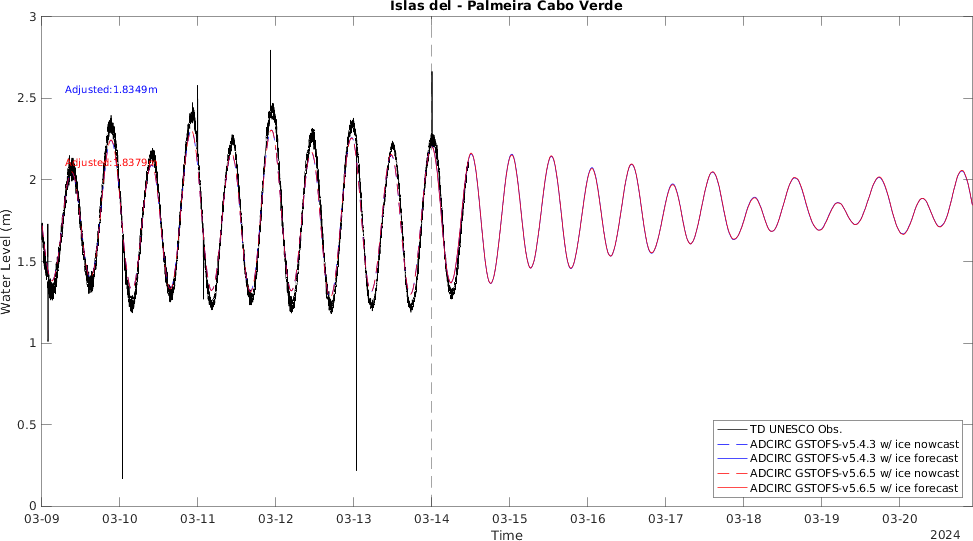 Islas del - Palmeira Cabo Verde
3
2.5
2
1.5
1
0.5
0
Water Level (m)
Adjusted:1.8349m
Adjusted:1.8379m
TD UNESCO Obs.
ADCIRC GSTOFS-v5.4.3 w/ ice nowcast
ADCIRC GSTOFS-v5.4.3 w/ ice forecast
ADCIRC GSTOFS-v5.6.5 w/ ice nowcast
ADCIRC GSTOFS-v5.6.5 w/ ice forecast
03-09 03-10 03-11 03-12 03-13 03-14 03-15 03-16 03-17 03-18 03-19 03-20
Time
2024